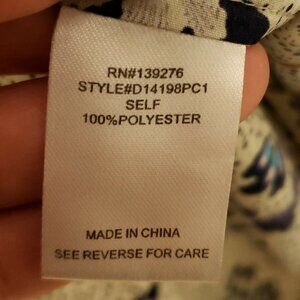 RN#139276
STYLE#D14198PC1
SELF
100%POLYESTER
MADE IN CHINA
SEE REVERSE FOR CARE